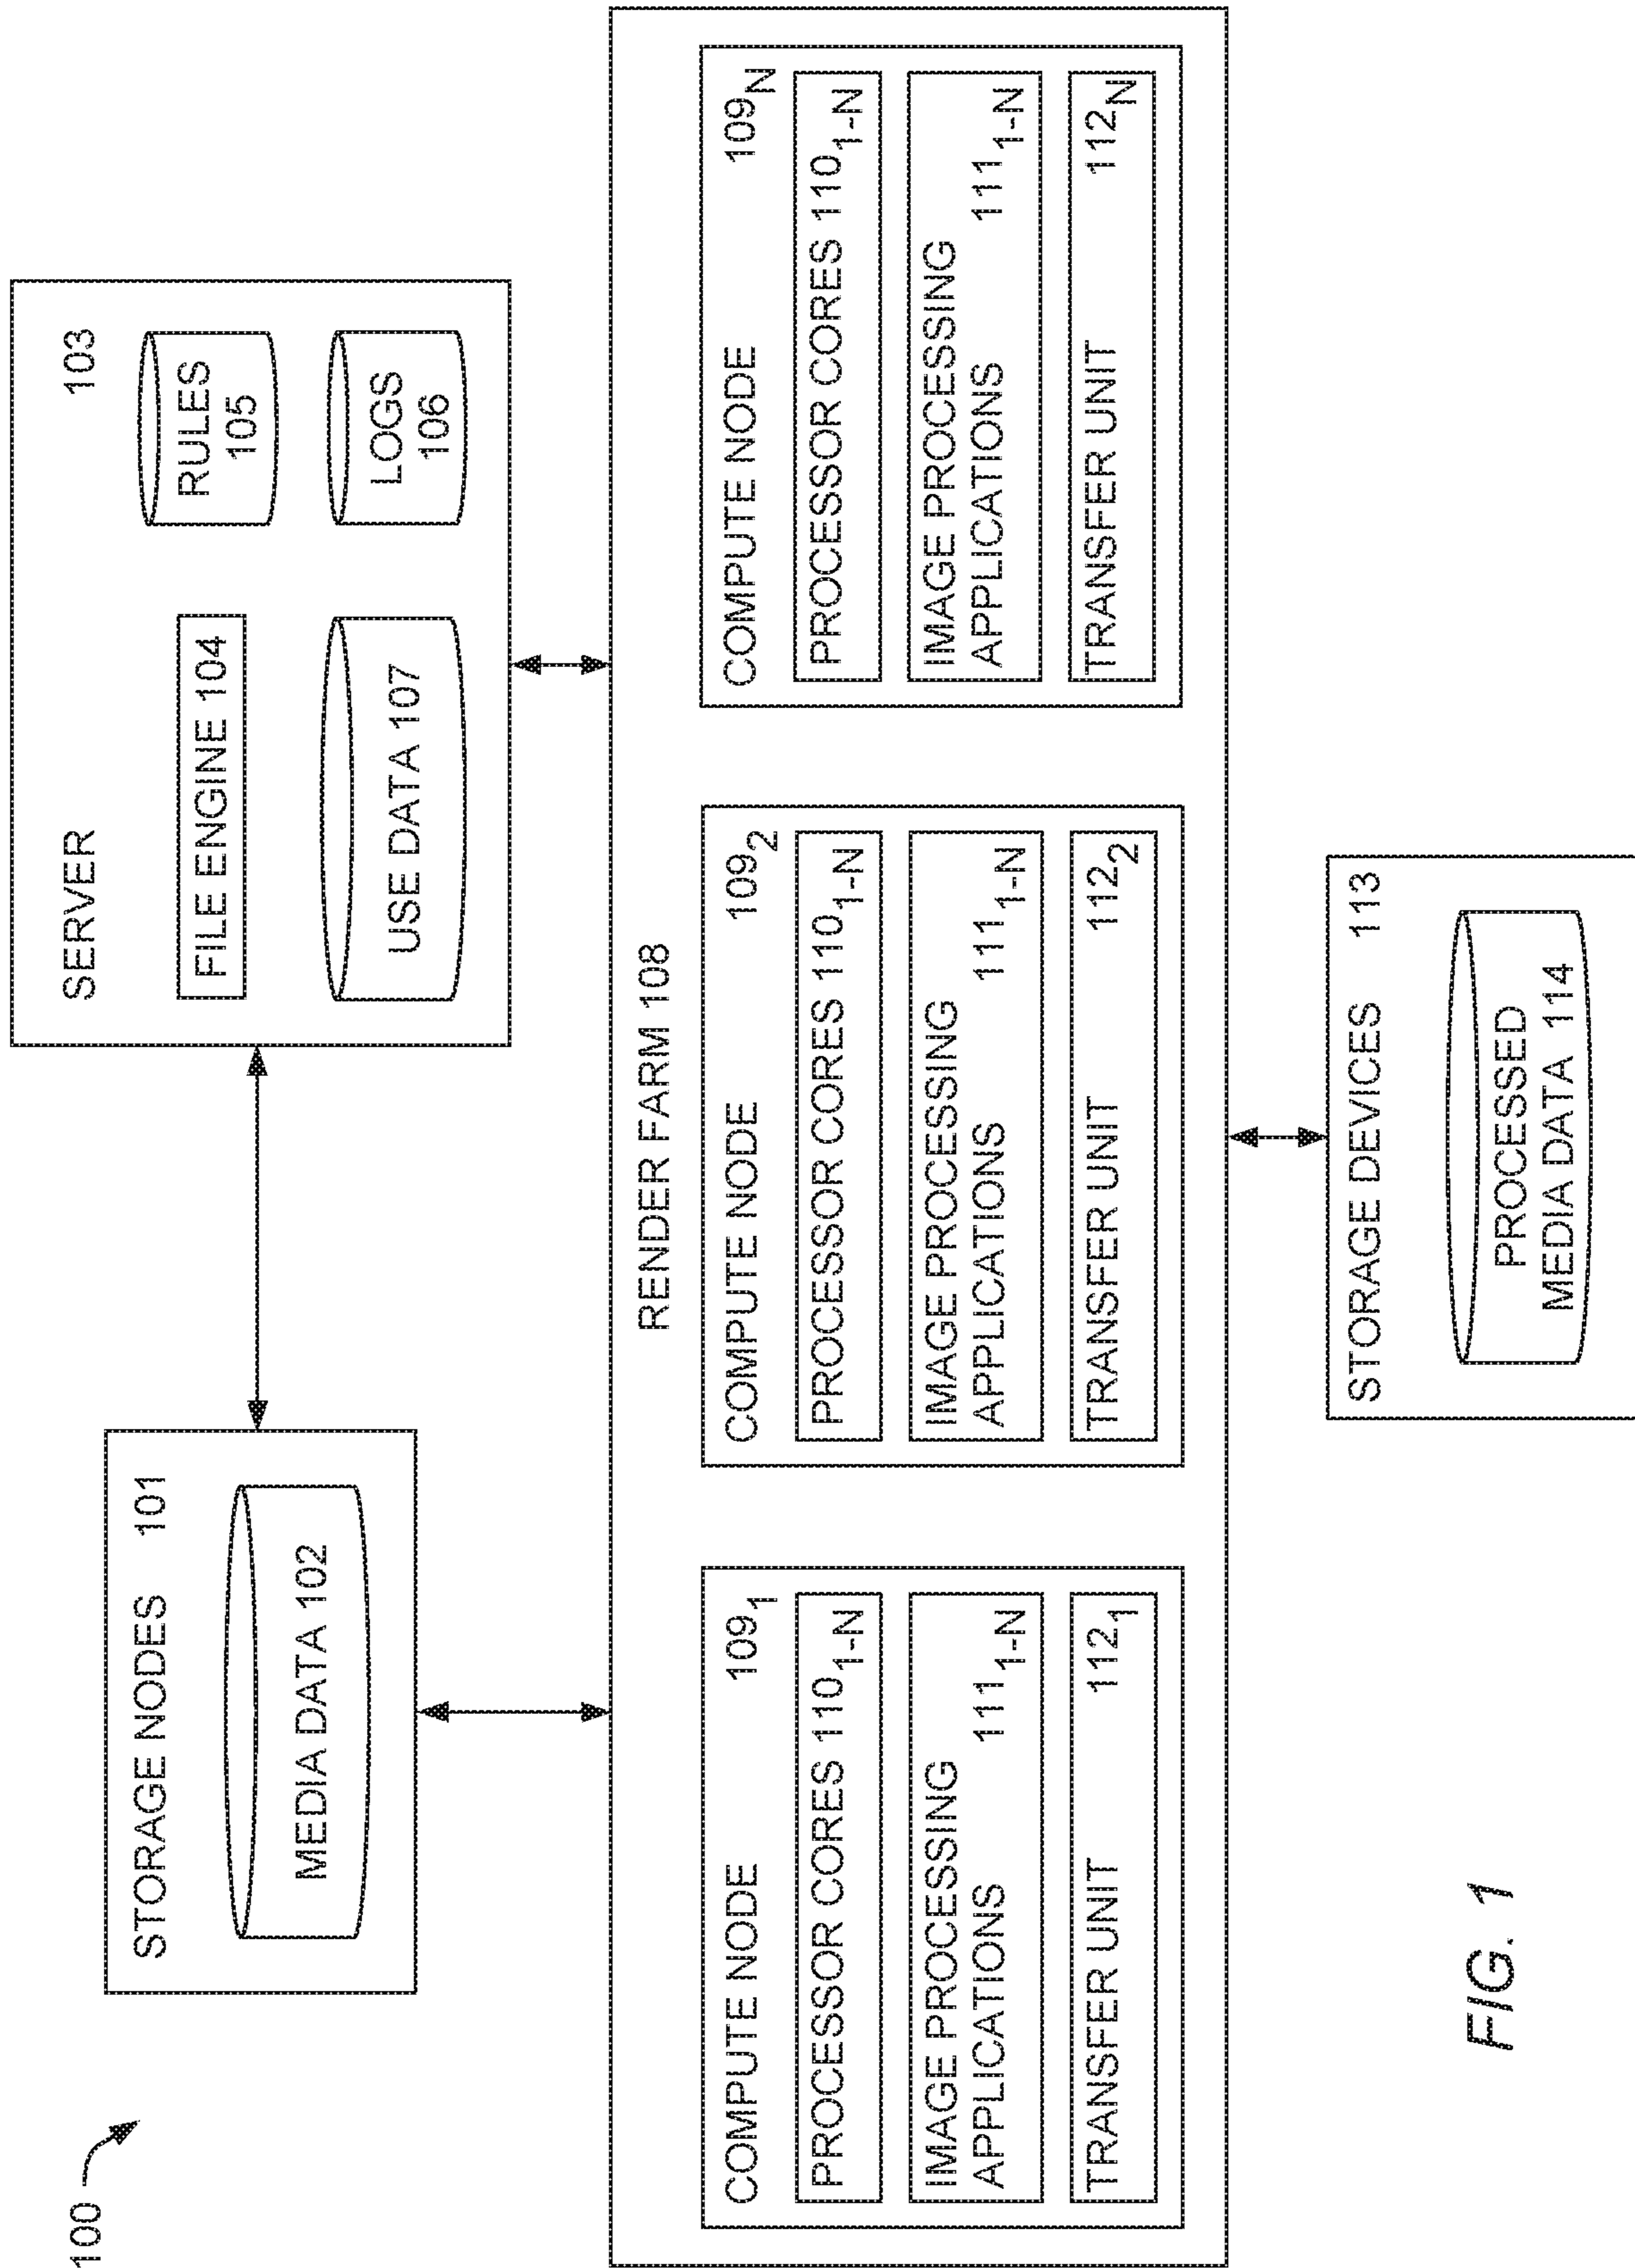 100
STORAGE NODES 101
MEDIA DATA 102
SERVER 103
FILE ENGINE 104
RULES
105
USE DATA 107
LOGS
106
RENDER FARM 108
COMPUTE NODE 109₁
PROCESSOR CORES 110₁₋N
IMAGE PROCESSING
APPLICATIONS 111₁₋N
TRANSFER UNIT 112₁
COMPUTE NODE 109₂
PROCESSOR CORES 110₁₋N
IMAGE PROCESSING
APPLICATIONS 111₁₋N
TRANSFER UNIT 112₂
COMPUTE NODE 109N
PROCESSOR CORES 110₁₋N
IMAGE PROCESSING
APPLICATIONS 111₁₋N
TRANSFER UNIT 112N
STORAGE DEVICES 113
PROCESSED
MEDIA DATA 114
FIG. 1